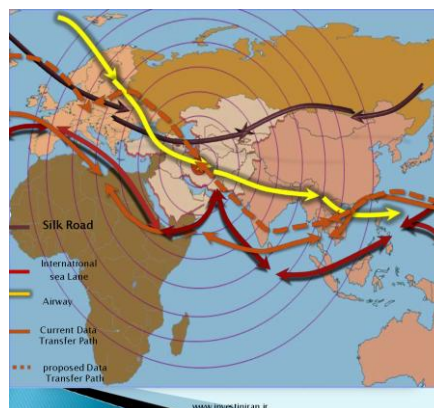 Silk Road
International
sea Lane
Airway
Current Data
Transfer Path
proposed Data
Transfer Path
www.investiniran.ir